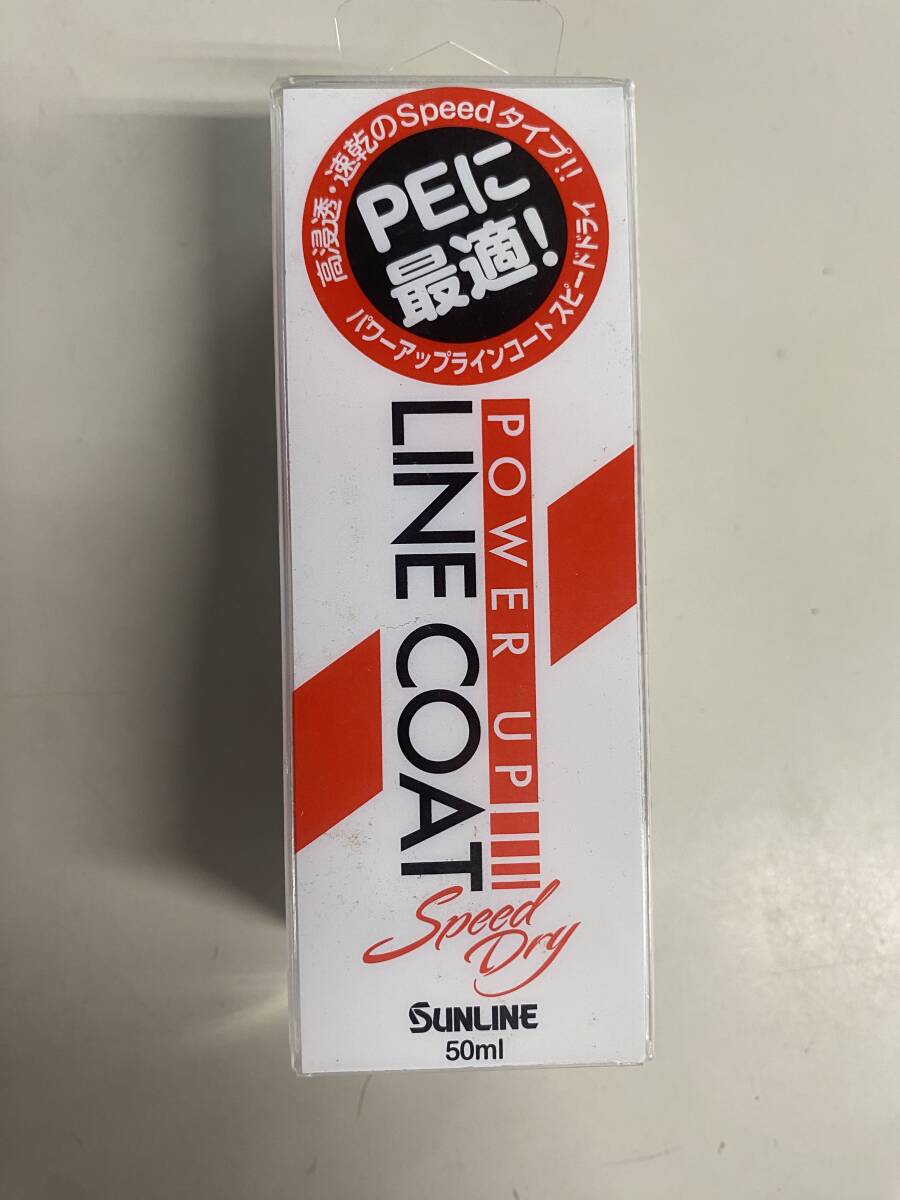 高浸透・速乾のSpeedタイプ!!
PEに
最適!
パワーアップラインコート スピードドライ
POWER UP
LINE COAT
Speed
Dry
SUNLINE
50ml